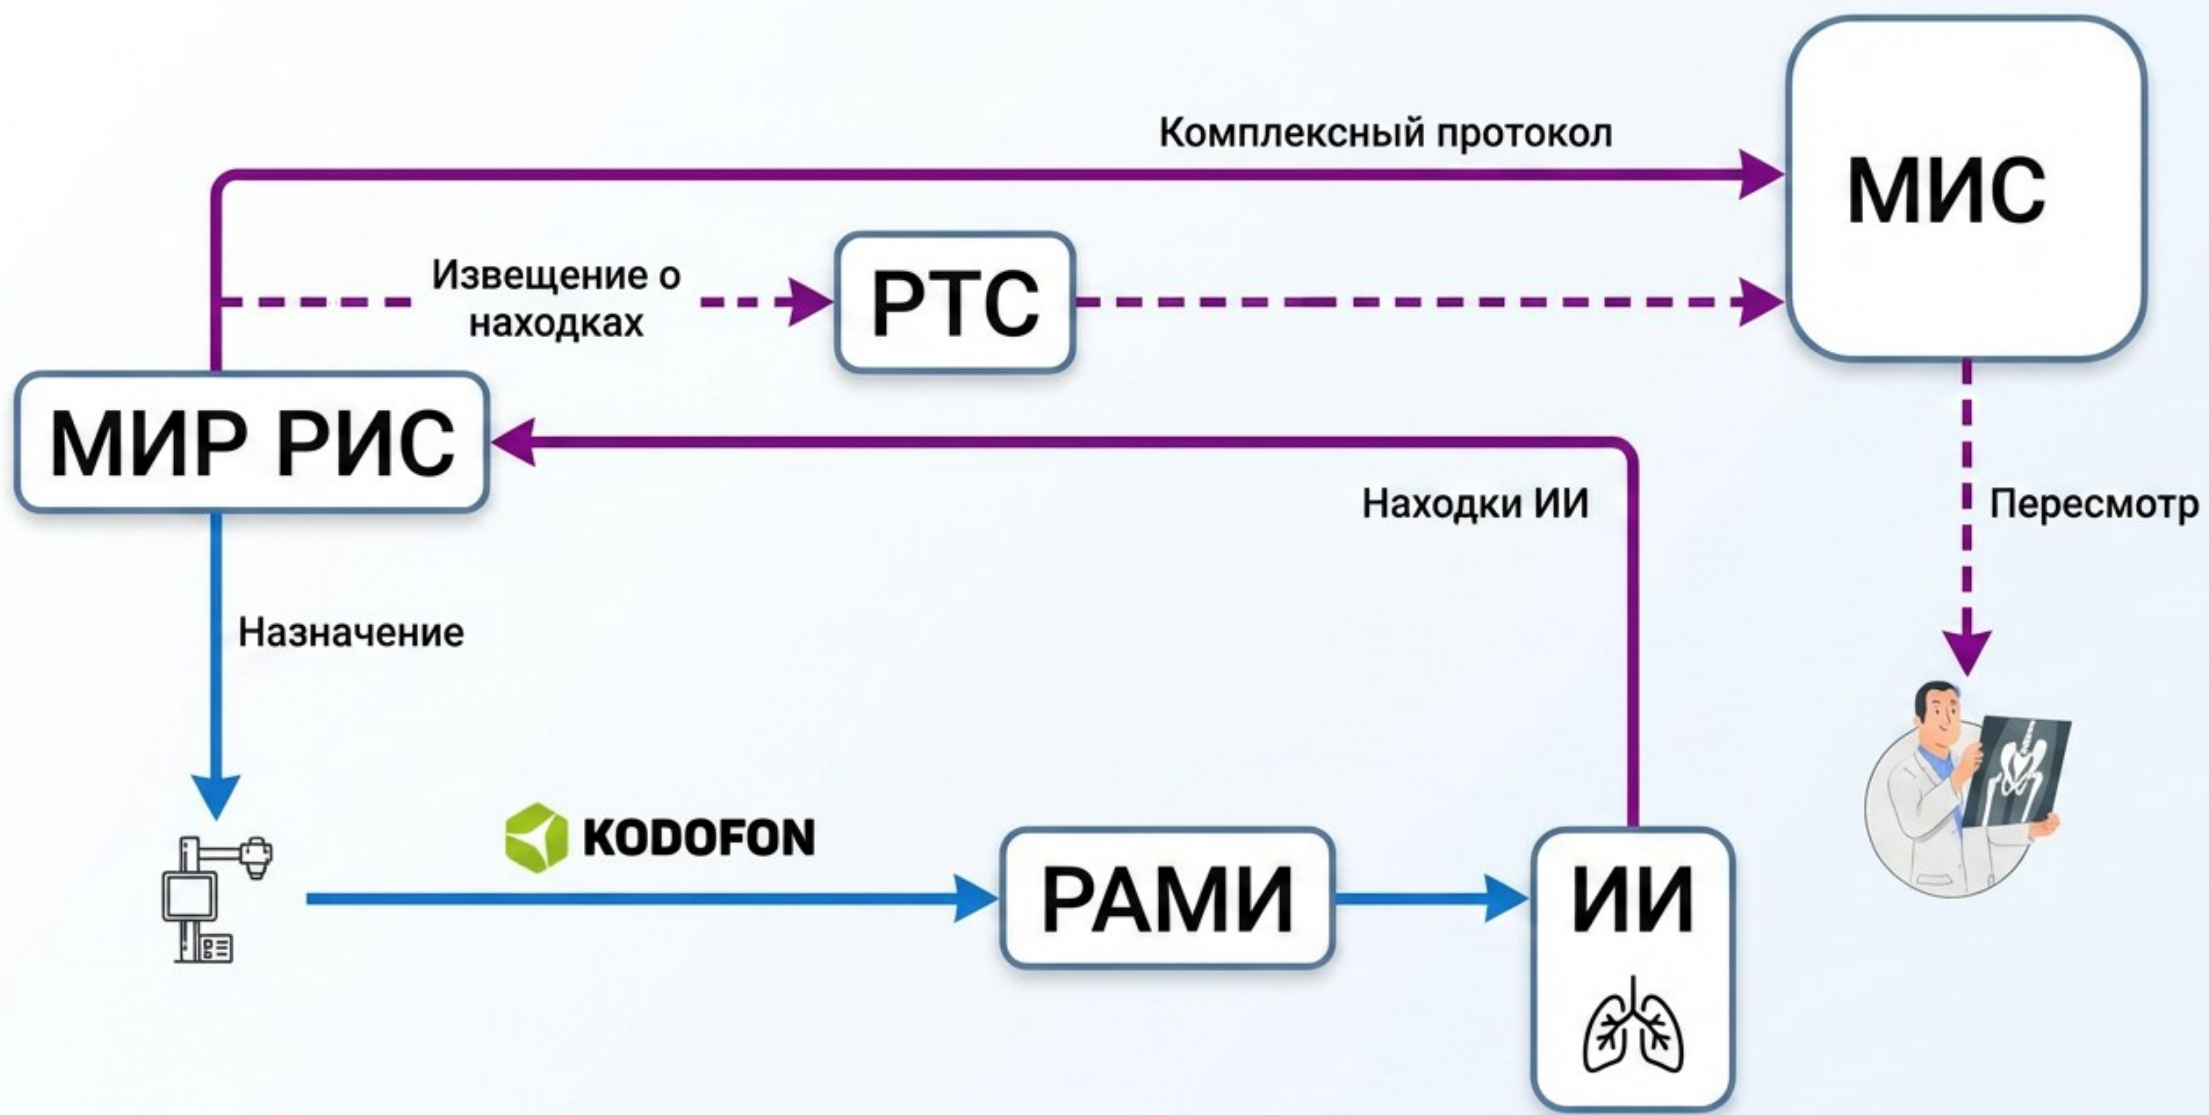 Комплексный протокол
МИС
Извещение о
находках
РТС
МИР РИС
Находки ИИ
Пересмотр
Назначение
KODOFON
РАМИ
ИИ